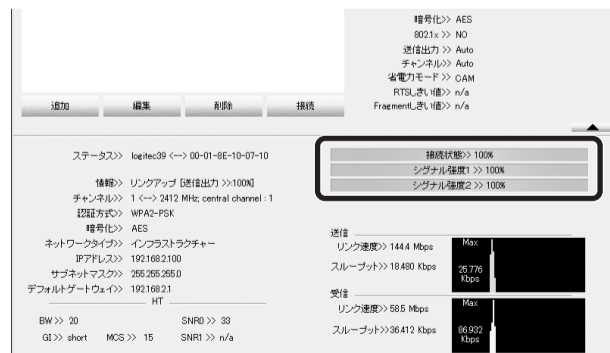 暗号化>> AES
802.1x >> NO
送信出力 >> Auto
チャンネル>> Auto
省電力モード >> CAM
RTSしきい値>> n/a
Fragmentしきい値>> n/a
追加 編集 削除 接続
ステータス>> logitec39 <--> 00-01-8E-10-07-10
情報>> リンクアップ [送信出力 >>100%]
チャンネル>> 1 <--> 2412 MHz; central channel : 1
認証方式>> WPA2-PSK
暗号化>> AES
ネットワークタイプ>> インフラストラクチャー
IPアドレス>> 192.168.2.100
サブネットマスク>> 255.255.255.0
デフォルトゲートウェイ>> 192.168.2.1
HT
BW >> 20 SNR0 >> 33
GI >> short MCS >> 15 SNR1 >> n/a
接続状態>> 100%
シグナル強度1 >> 100%
シグナル強度2 >> 100%
送信
リンク速度>> 144.4 Mbps
Max
スループット>> 18.480 Kbps
25.776
Kbps
受信
リンク速度>> 58.5 Mbps
Max
スループット>>36.412 Kbps
86.932
Kbps